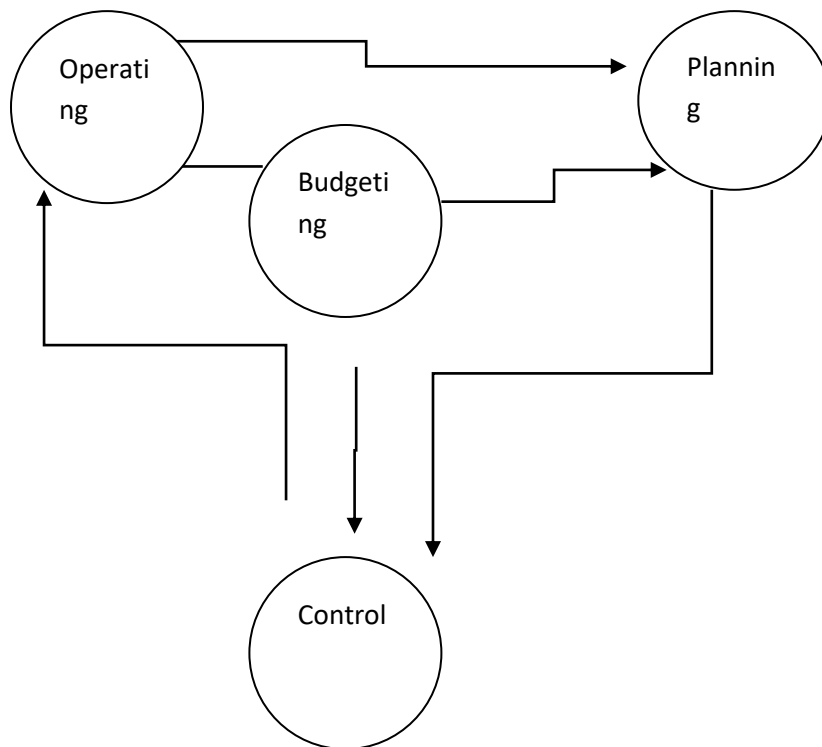 Operati
ng
Plannin
g
Budgeti
ng
Control